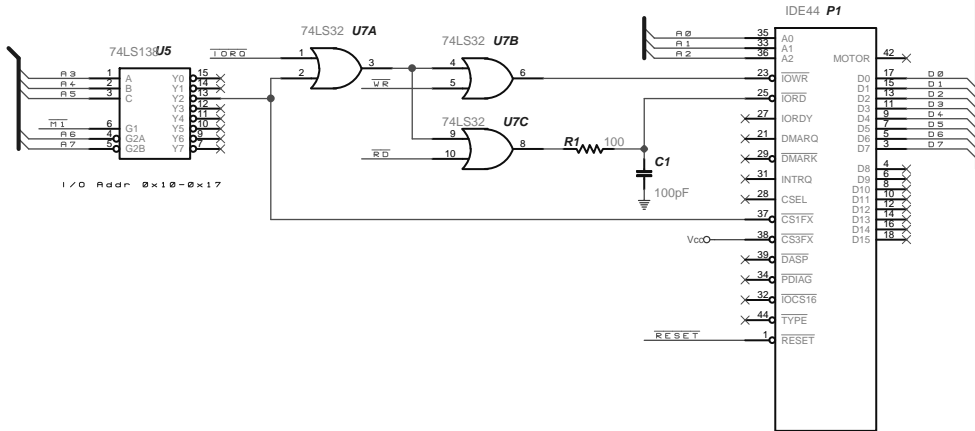 74LS138 U5
A3 1 A Y0 15
A4 2 B Y1 14
A5 3 C Y2 13
Y3 12
Y4 11
M1 6 G1 Y5 10
A6 4 G2A Y6 9
A7 5 G2B Y7 7
I/O Addr 0x10-0x17
74LS32 U7A
IORQ 1
2
3
74LS32 U7B
4
WR 5
6
74LS32 U7C
9
RD 10
8
R1 100
C1
100pF
Vcc
RESET
IDE44 P1
A0 35 A0
A1 33 A1
A2 36 A2
MOTOR 42
23 IOWR
25 IORD
27 IORDY
21 DMARQ
29 DMARK
31 INTRQ
28 CSEL
37 CS1FX
38 CS3FX
39 DASP
34 PDIAG
32 IOCS16
44 TYPE
1 RESET
D0 17 D0
D1 15 D1
D2 13 D2
D3 11 D3
D4 9 D4
D5 7 D5
D6 5 D6
D7 3 D7
D8 4
D9 6
D10 8
D11 10
D12 12
D13 14
D14 16
D15 18